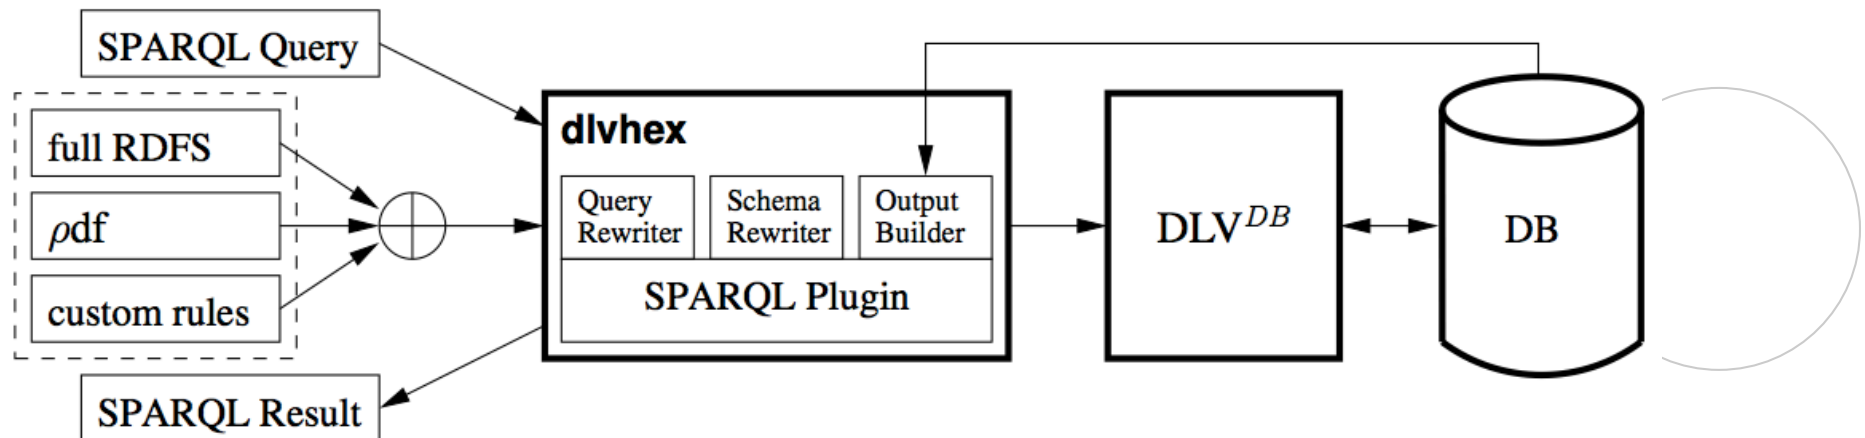 SPARQL Query
full RDFS
ρdf
custom rules
SPARQL Result
dlvhex
Query
Rewriter
Schema
Rewriter
Output
Builder
SPARQL Plugin
DLV^DB
DB